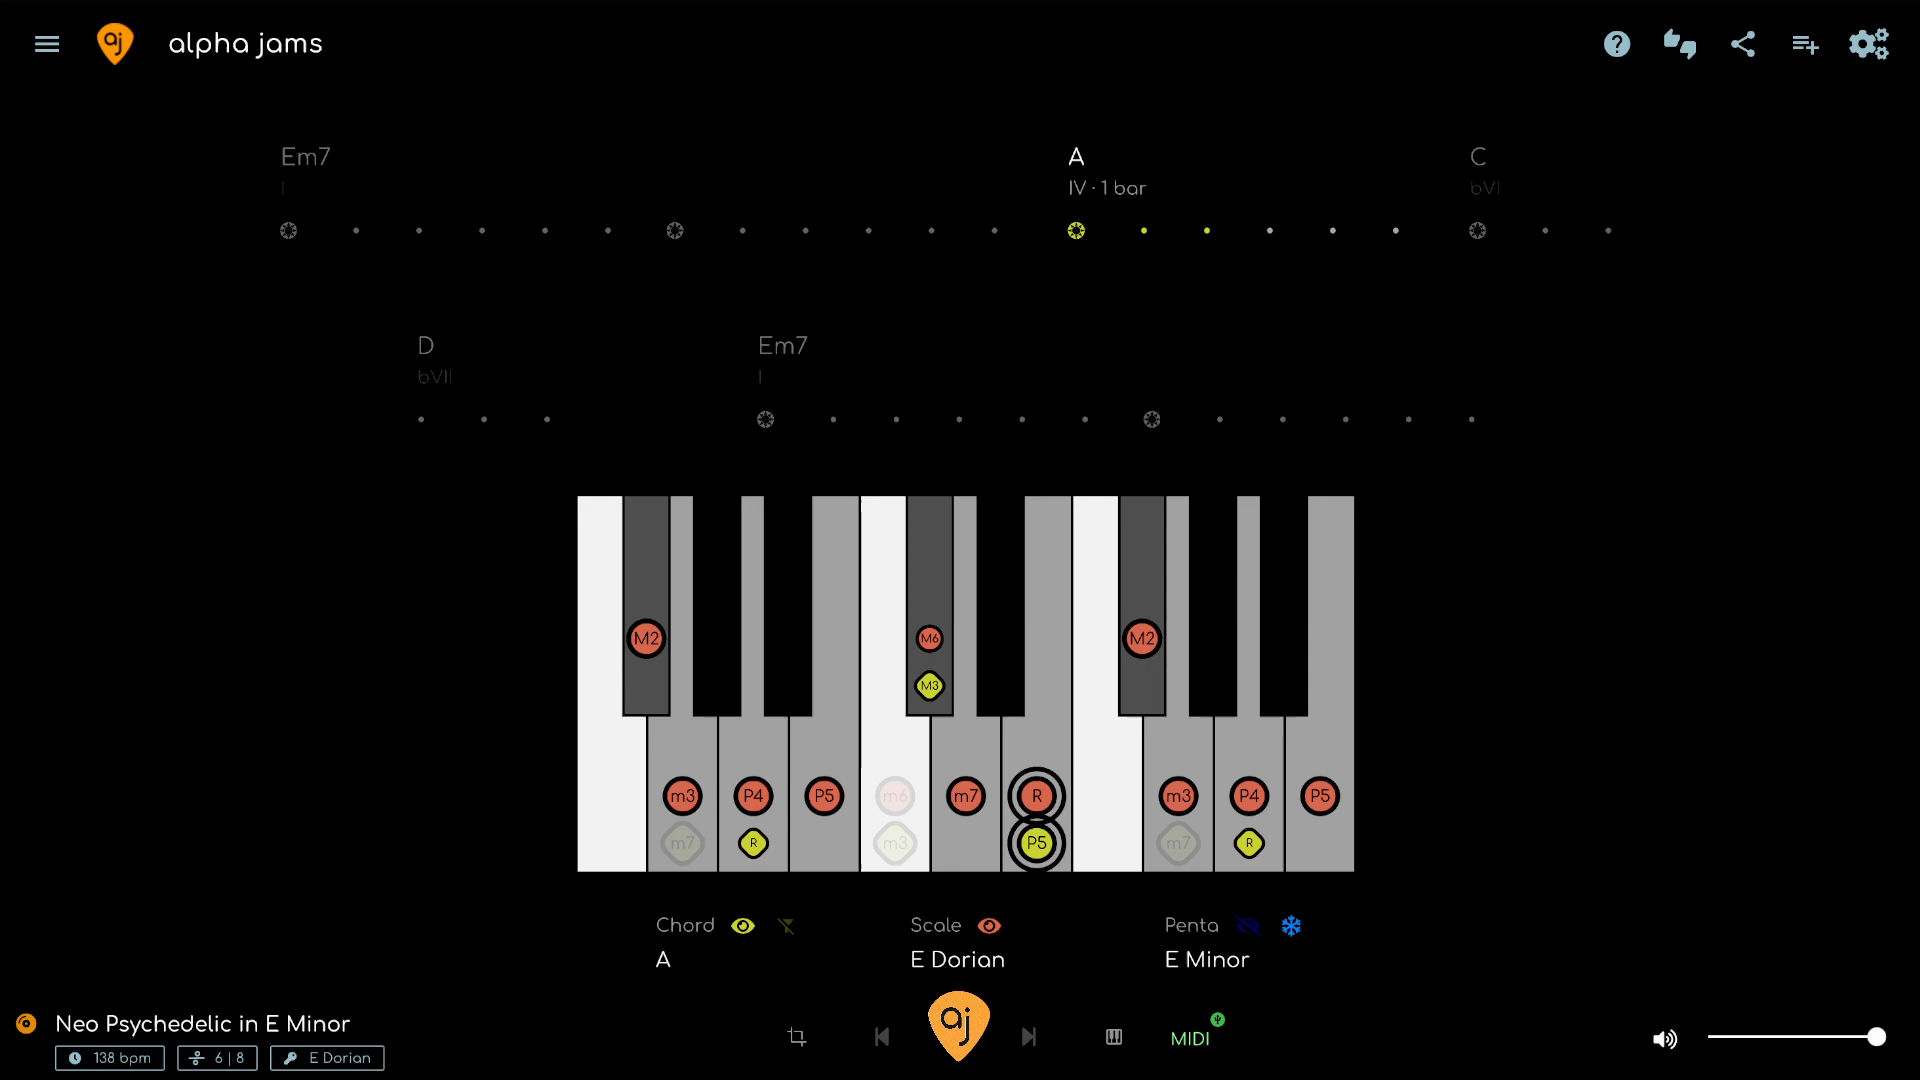 aj alpha jams
Em7 A C
I IV · 1 bar bVI
D Em7
bVII I
M2 M6 M2
M3
m3 P4 P5 m6 m7 R m3 P4 P5
m7 R m3 P5 m7 R
Chord Scale Penta
A E Dorian E Minor
aj
Neo Psychedelic in E Minor
138 bpm 6 | 8 E Dorian
MIDI